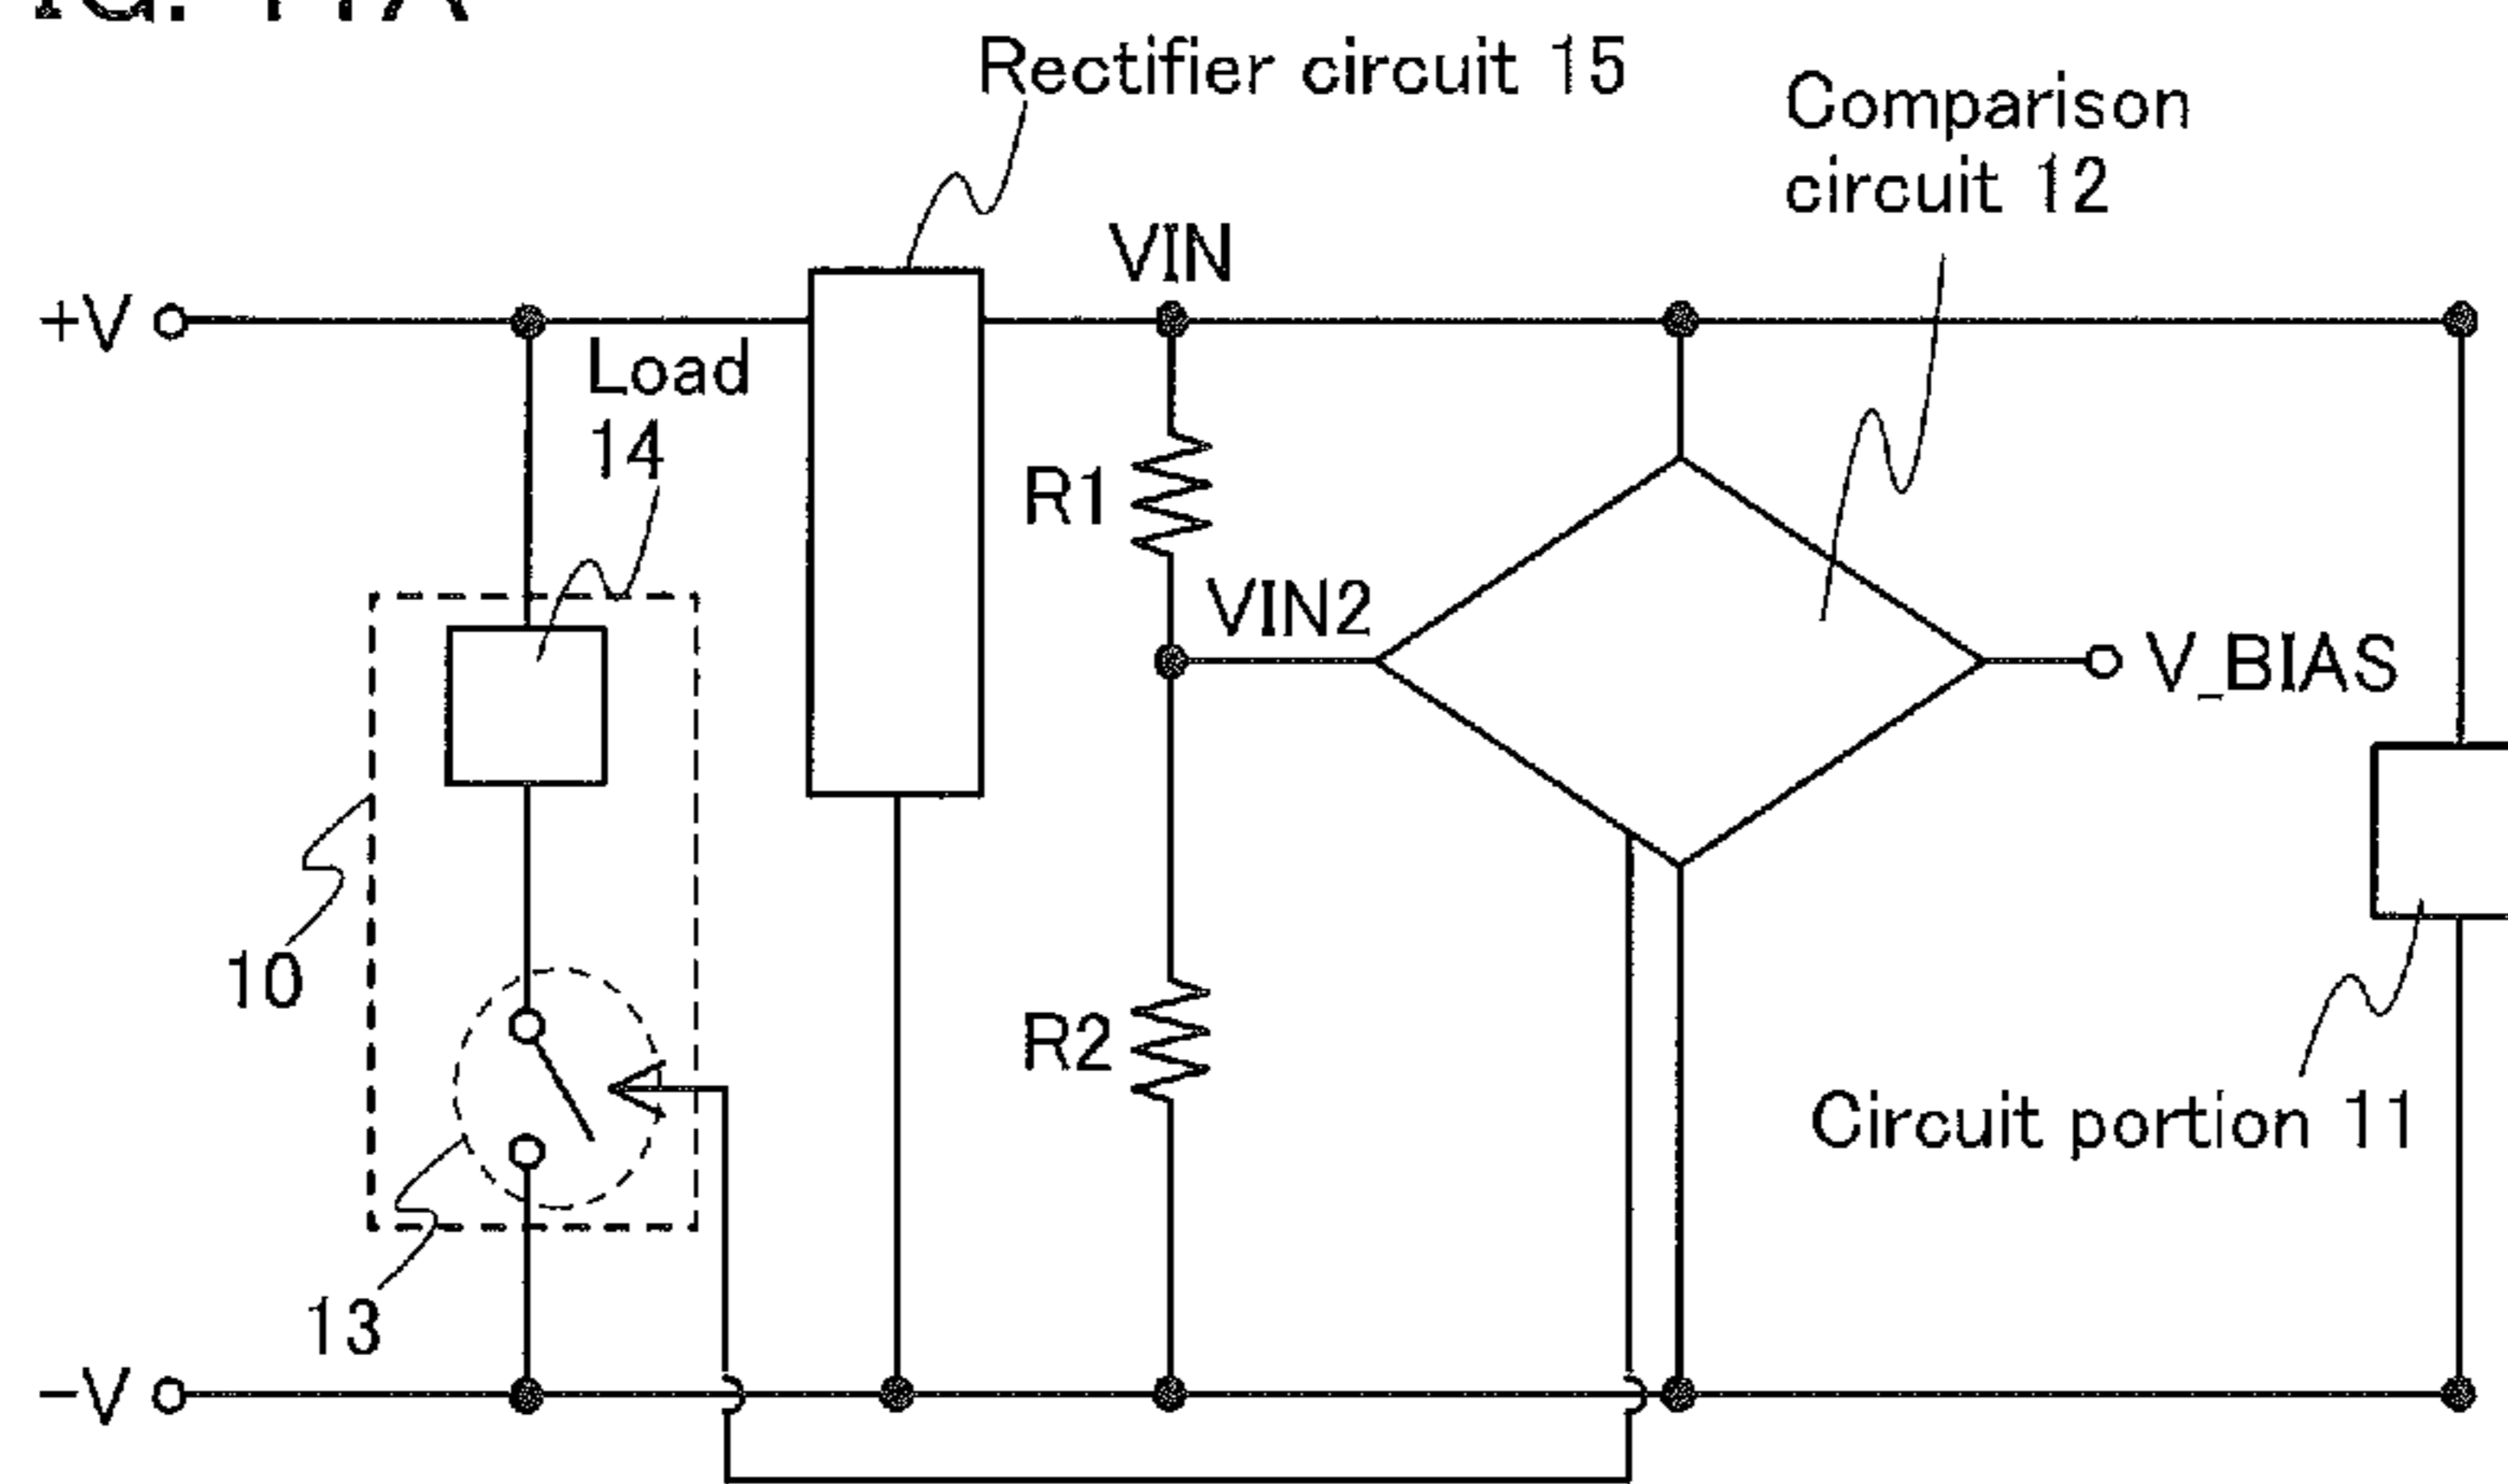 Rectifier circuit 15
Comparison
circuit 12
VIN
+V
Load
14
R1
VIN2
V_BIAS
10
R2
Circuit portion 11
13
−V